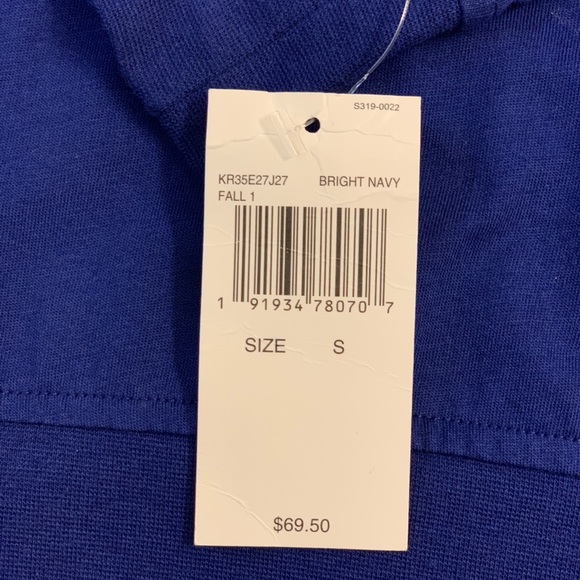 S319-0022
KR35E27J27 BRIGHT NAVY
FALL 1
1 91934 78070 7
SIZE S
$69.50